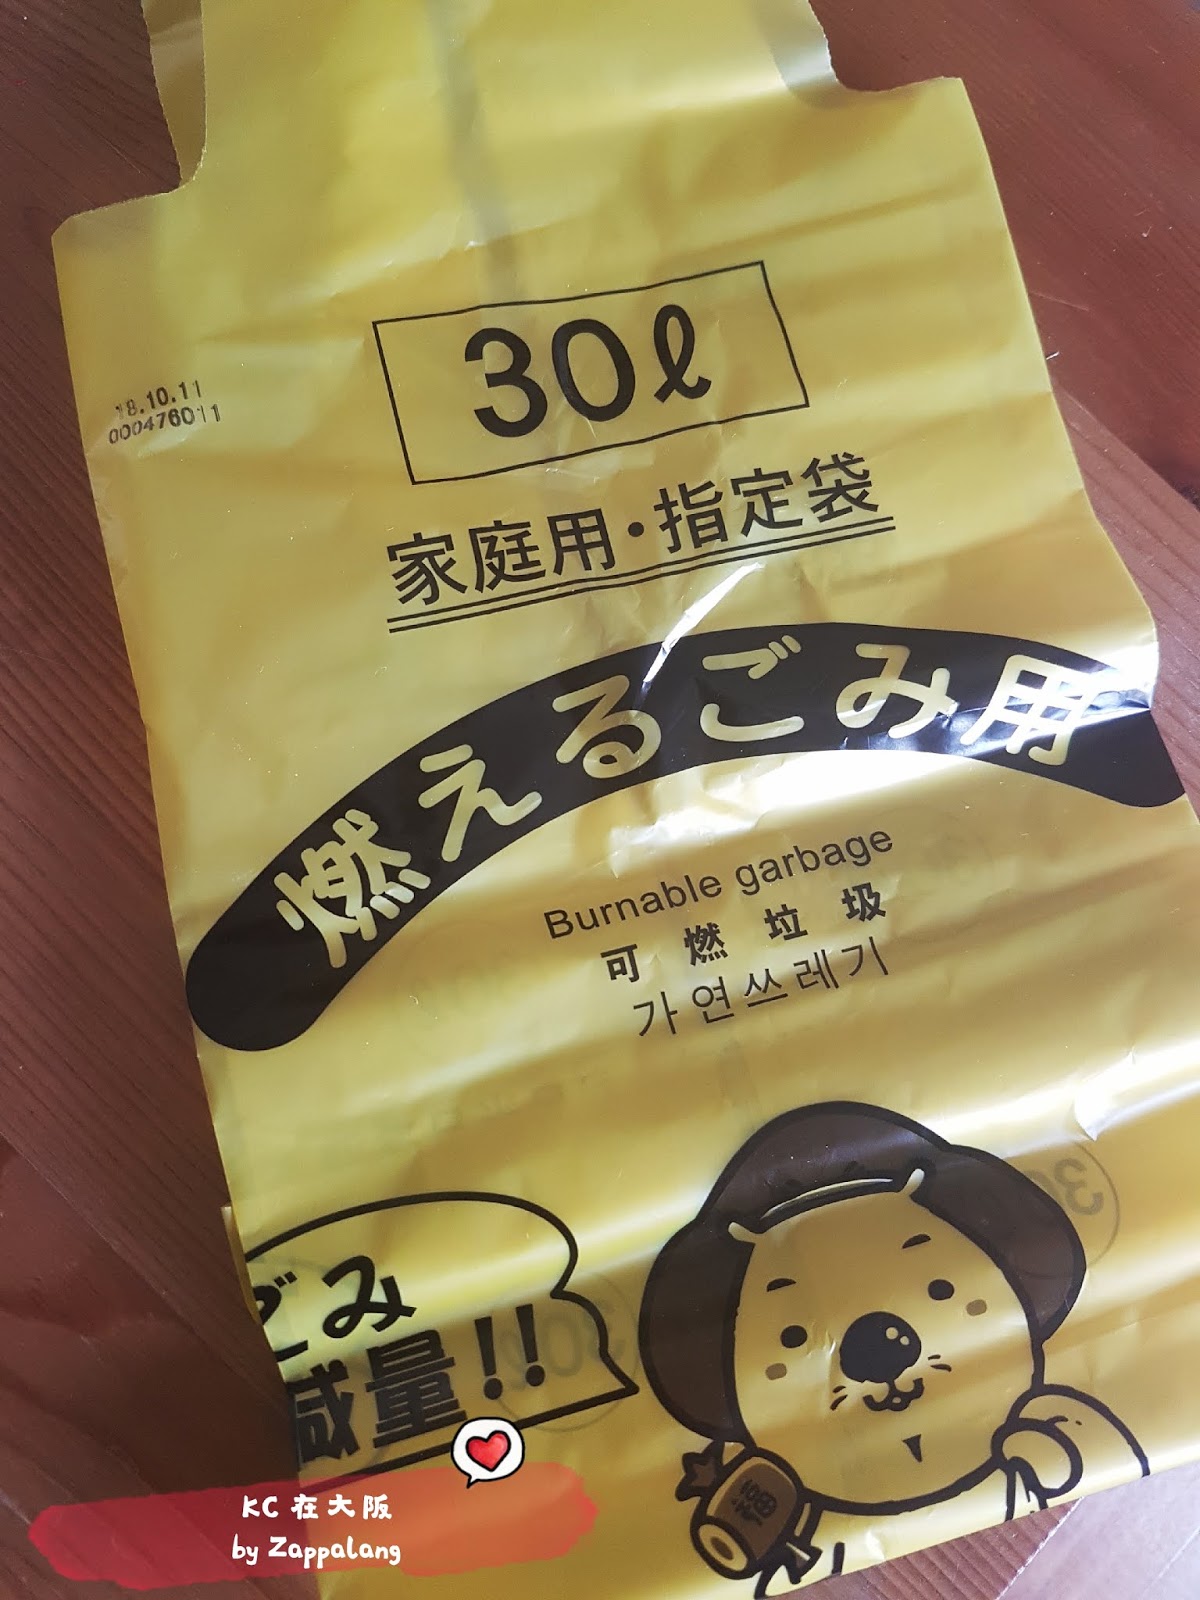 30ℓ
18.10.11
000476011
家庭用・指定袋
燃えるごみ用
Burnable garbage
可燃垃圾
가연쓰레기
ごみ
減量!!
30ℓ
福
KC 在大阪
by Zappalang